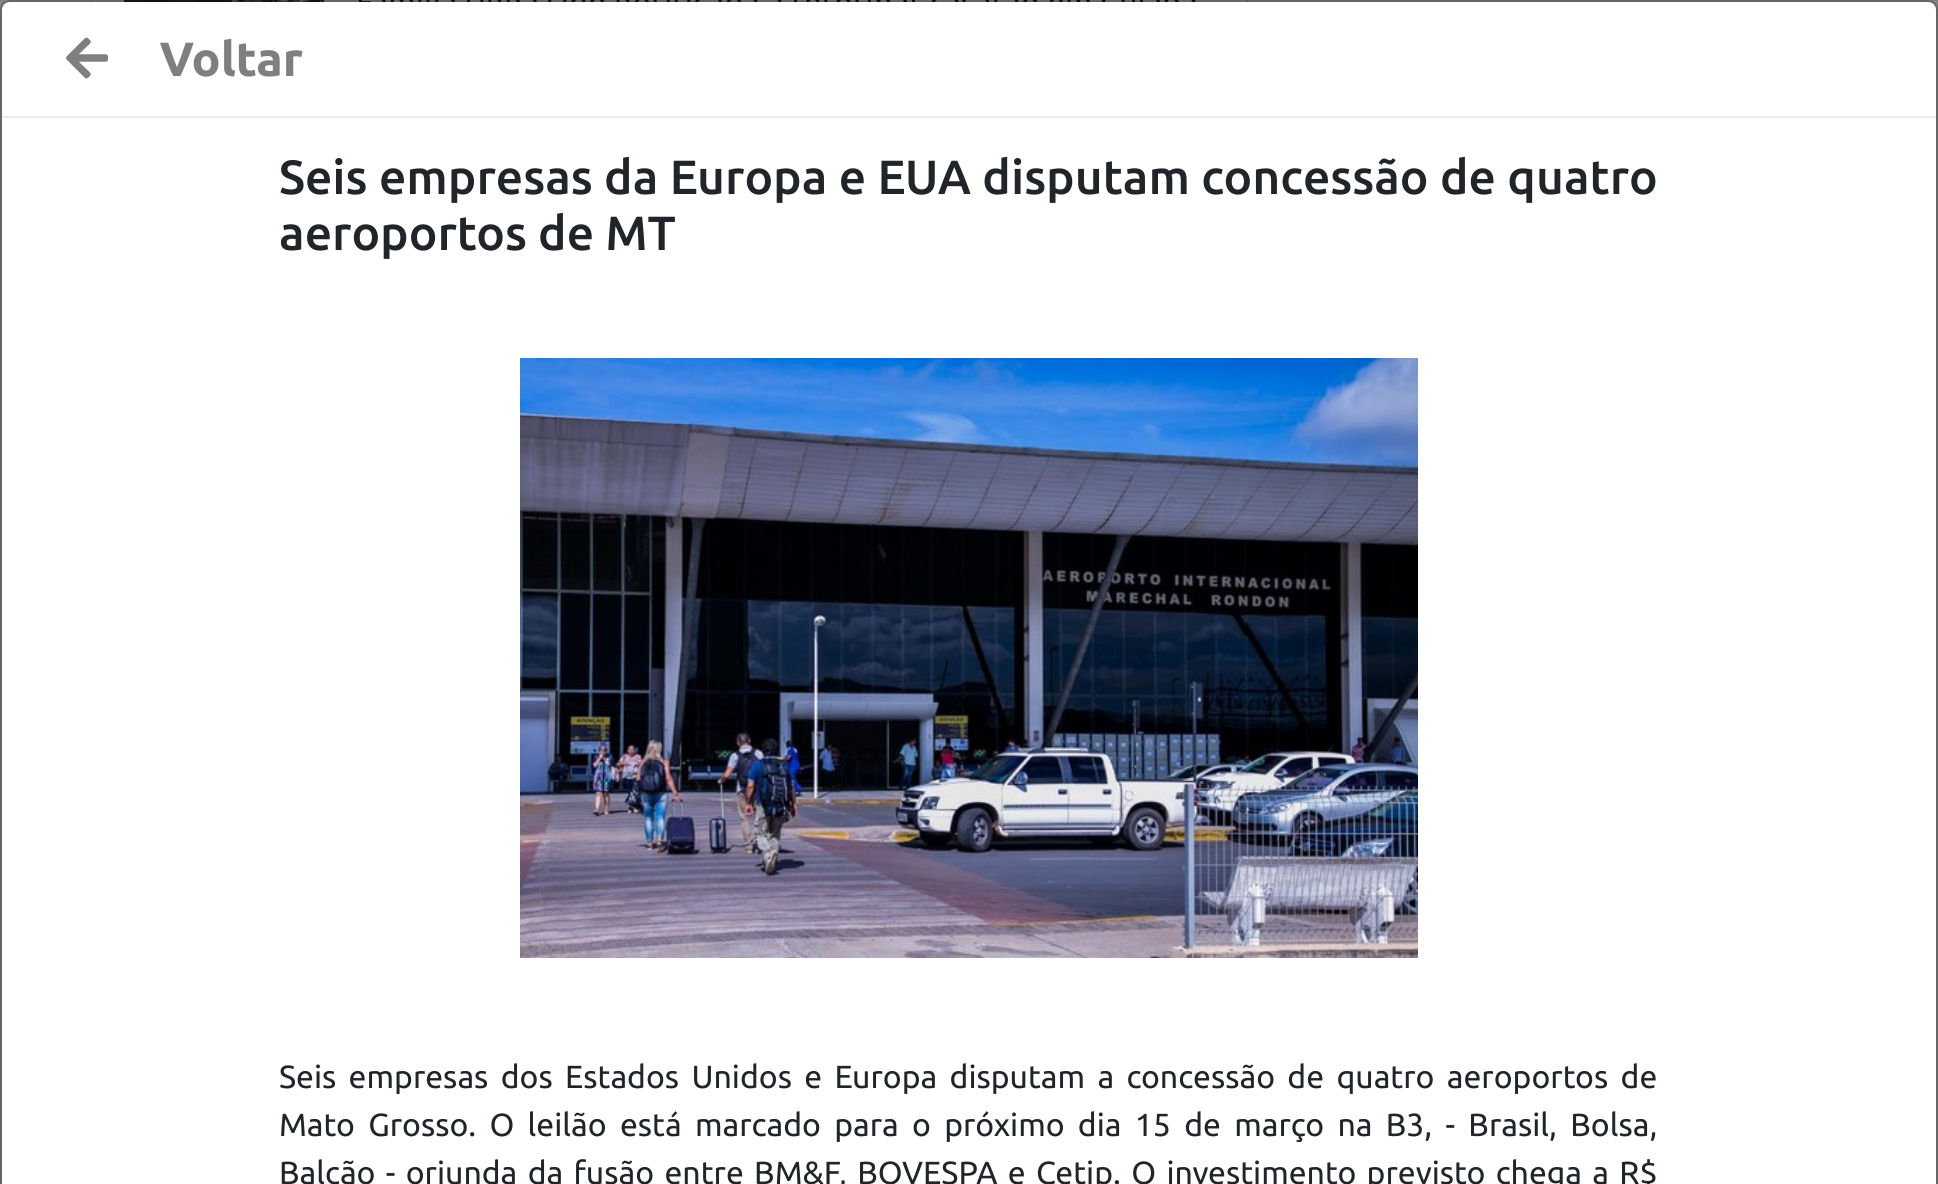 Voltar
Seis empresas da Europa e EUA disputam concessão de quatro
aeroportos de MT
AEROPORTO INTERNACIONAL
MARECHAL RONDON
ATENÇÃO
ATENÇÃO
Seis empresas dos Estados Unidos e Europa disputam a concessão de quatro aeroportos de
Mato Grosso. O leilão está marcado para o próximo dia 15 de março na B3, - Brasil, Bolsa,
Balcão - oriunda da fusão entre BM&F, BOVESPA e Cetip. O investimento previsto chega a R$